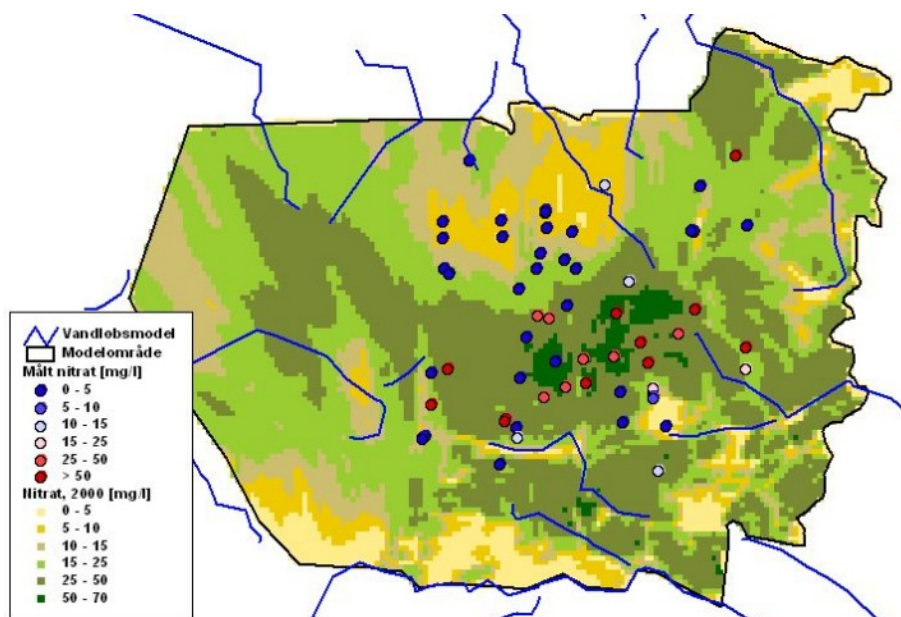 Vandløbsmodel
Modelområde
Målt nitrat [mg/l]
0 - 5
5 - 10
10 - 15
15 - 25
25 - 50
> 50
Nitrat, 2000 [mg/l]
0 - 5
5 - 10
10 - 15
15 - 25
25 - 50
50 - 70